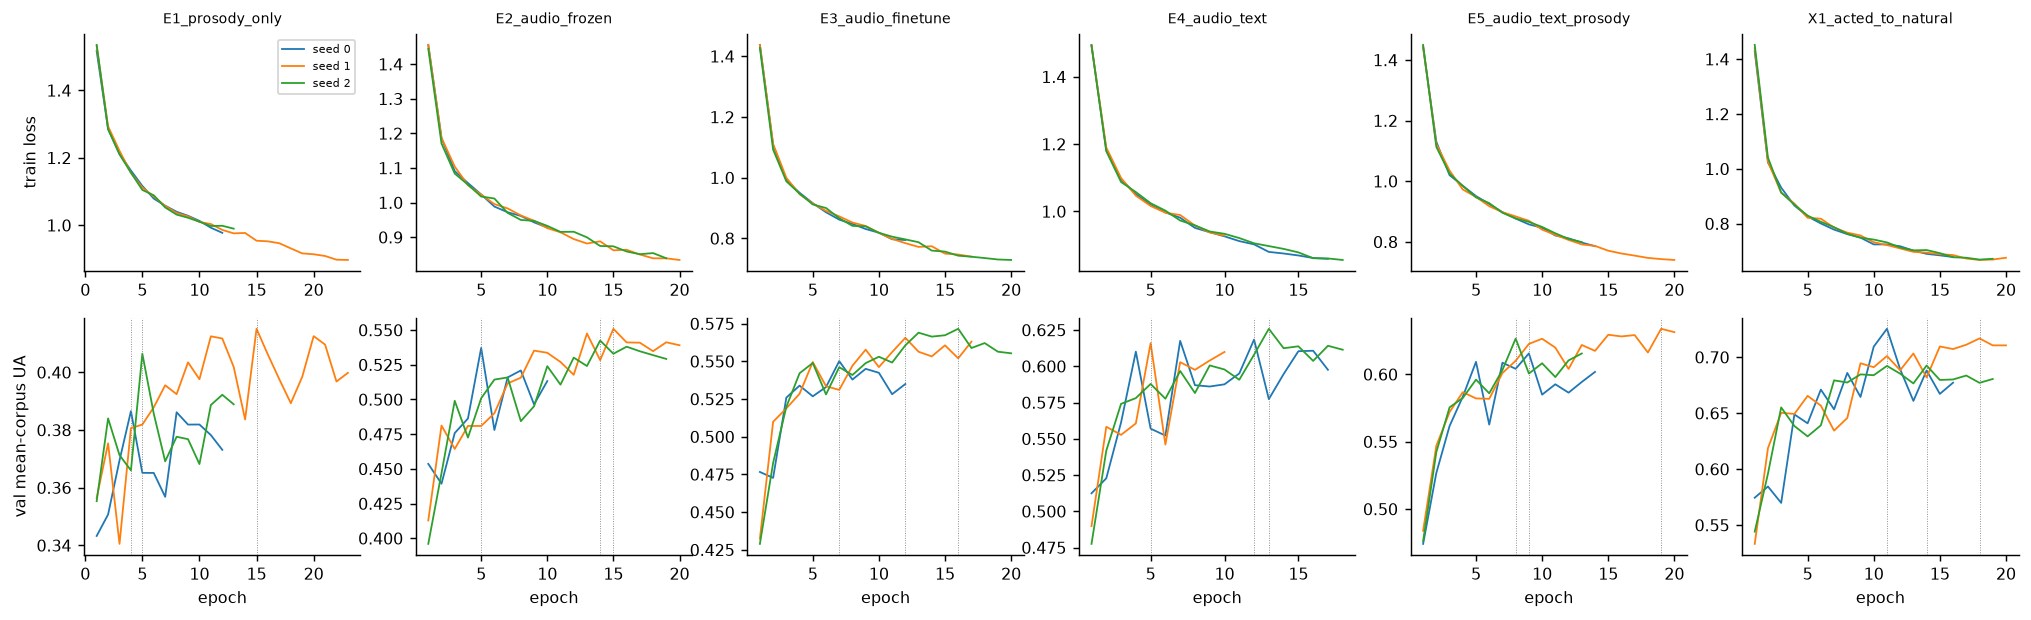 E1_prosody_only
E2_audio_frozen
E3_audio_finetune
E4_audio_text
E5_audio_text_prosody
X1_acted_to_natural
seed 0
seed 1
seed 2
train loss
1.4
1.2
1.0
0 5 10 15 20
1.4
1.3
1.2
1.1
1.0
0.9
5 10 15 20
1.4
1.2
1.0
0.8
5 10 15 20
1.4
1.2
1.0
5 10 15
1.4
1.2
1.0
0.8
5 10 15 20
1.4
1.2
1.0
0.8
5 10 15 20
val mean-corpus UA
0.40
0.38
0.36
0.34
0 5 10 15 20
epoch
0.550
0.525
0.500
0.475
0.450
0.425
0.400
5 10 15 20
epoch
0.575
0.550
0.525
0.500
0.475
0.450
0.425
5 10 15 20
epoch
0.625
0.600
0.575
0.550
0.525
0.500
0.475
5 10 15
epoch
0.60
0.55
0.50
5 10 15 20
epoch
0.70
0.65
0.60
0.55
5 10 15 20
epoch